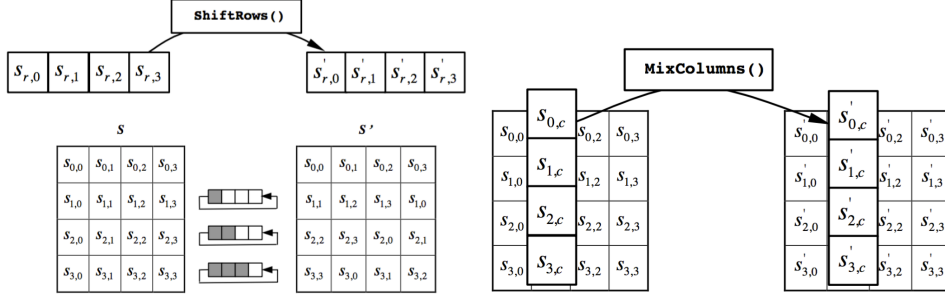 ShiftRows()
s_{r,0} s_{r,1} s_{r,2} s_{r,3}
s'_{r,0} s'_{r,1} s'_{r,2} s'_{r,3}
S
S'
s_{0,0} s_{0,1} s_{0,2} s_{0,3}
s_{1,0} s_{1,1} s_{1,2} s_{1,3}
s_{2,0} s_{2,1} s_{2,2} s_{2,3}
s_{3,0} s_{3,1} s_{3,2} s_{3,3}
s_{0,0} s_{0,1} s_{0,2} s_{0,3}
s_{1,1} s_{1,2} s_{1,3} s_{1,0}
s_{2,2} s_{2,3} s_{2,0} s_{2,1}
s_{3,3} s_{3,0} s_{3,1} s_{3,2}
MixColumns()
s_{0,0} s_{0,c} s_{0,2} s_{0,3}
s_{1,0} s_{1,c} s_{1,2} s_{1,3}
s_{2,0} s_{2,c} s_{2,2} s_{2,3}
s_{3,0} s_{3,c} s_{3,2} s_{3,3}
s'_{0,0} s'_{0,c} s'_{0,2} s'_{0,3}
s'_{1,0} s'_{1,c} s'_{1,2} s'_{1,3}
s'_{2,0} s'_{2,c} s'_{2,2} s'_{2,3}
s'_{3,0} s'_{3,c} s'_{3,2} s'_{3,3}